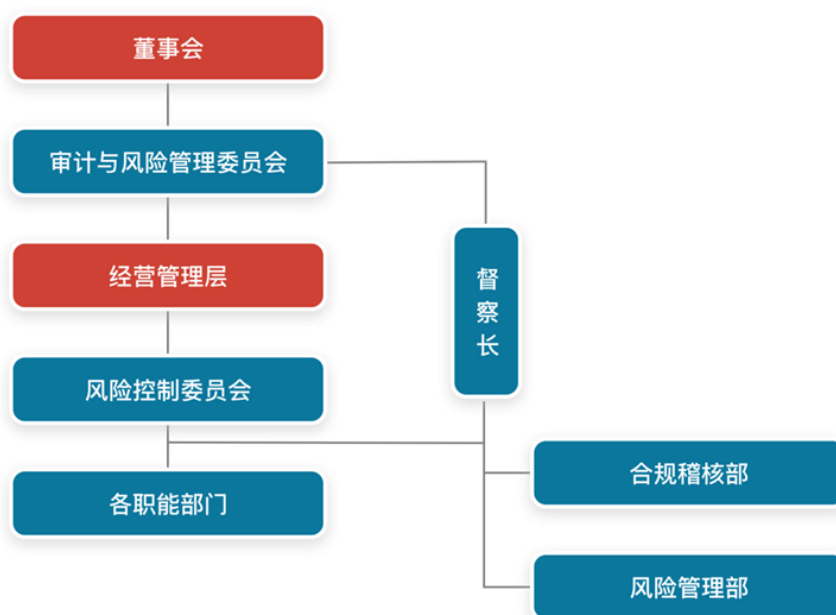 董事会
审计与风险管理委员会
经营管理层
督察长
风险控制委员会
合规稽核部
各职能部门
风险管理部